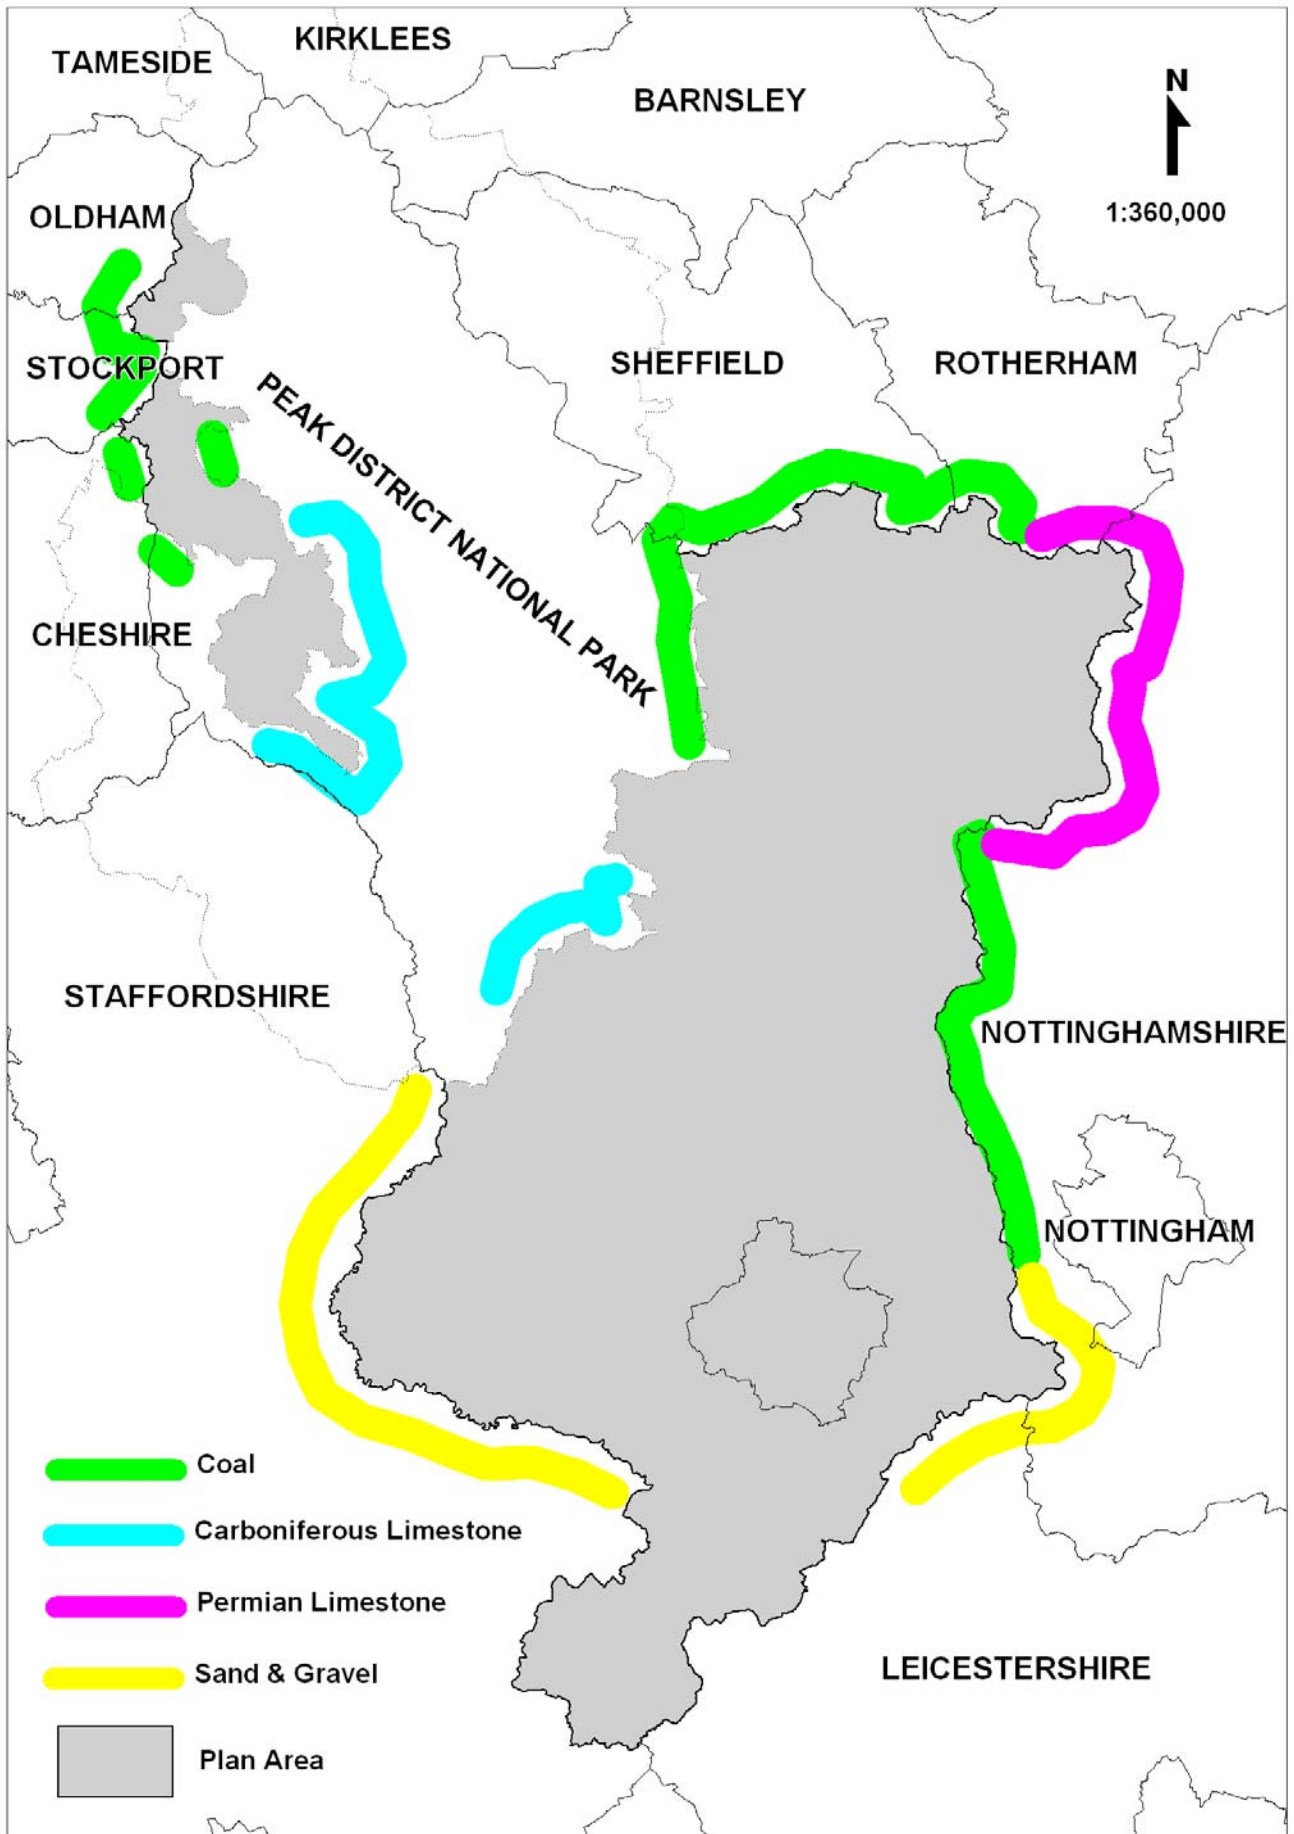 KIRKLEES
TAMESIDE
BARNSLEY
N
1:360,000
OLDHAM
STOCKPORT
SHEFFIELD
ROTHERHAM
PEAK DISTRICT NATIONAL PARK
CHESHIRE
STAFFORDSHIRE
NOTTINGHAMSHIRE
NOTTINGHAM
Coal
Carboniferous Limestone
Permian Limestone
Sand & Gravel
LEICESTERSHIRE
Plan Area